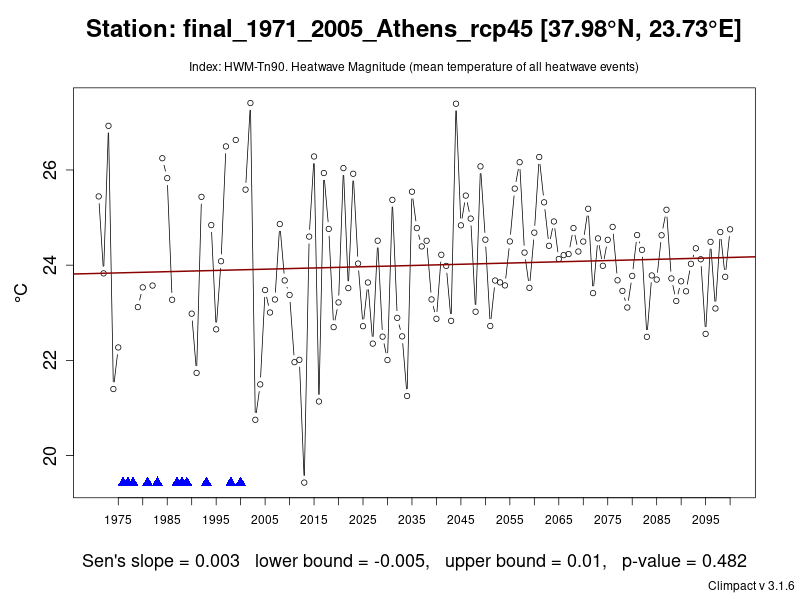 Station: final_1971_2005_Athens_rcp45 [37.98°N, 23.73°E]
Index: HWM-Tn90. Heatwave Magnitude (mean temperature of all heatwave events)
26
24
22
20
°C
1975 1985 1995 2005 2015 2025 2035 2045 2055 2065 2075 2085 2095
Sen's slope = 0.003 lower bound = -0.005, upper bound = 0.01, p-value = 0.482
Climpact v 3.1.6